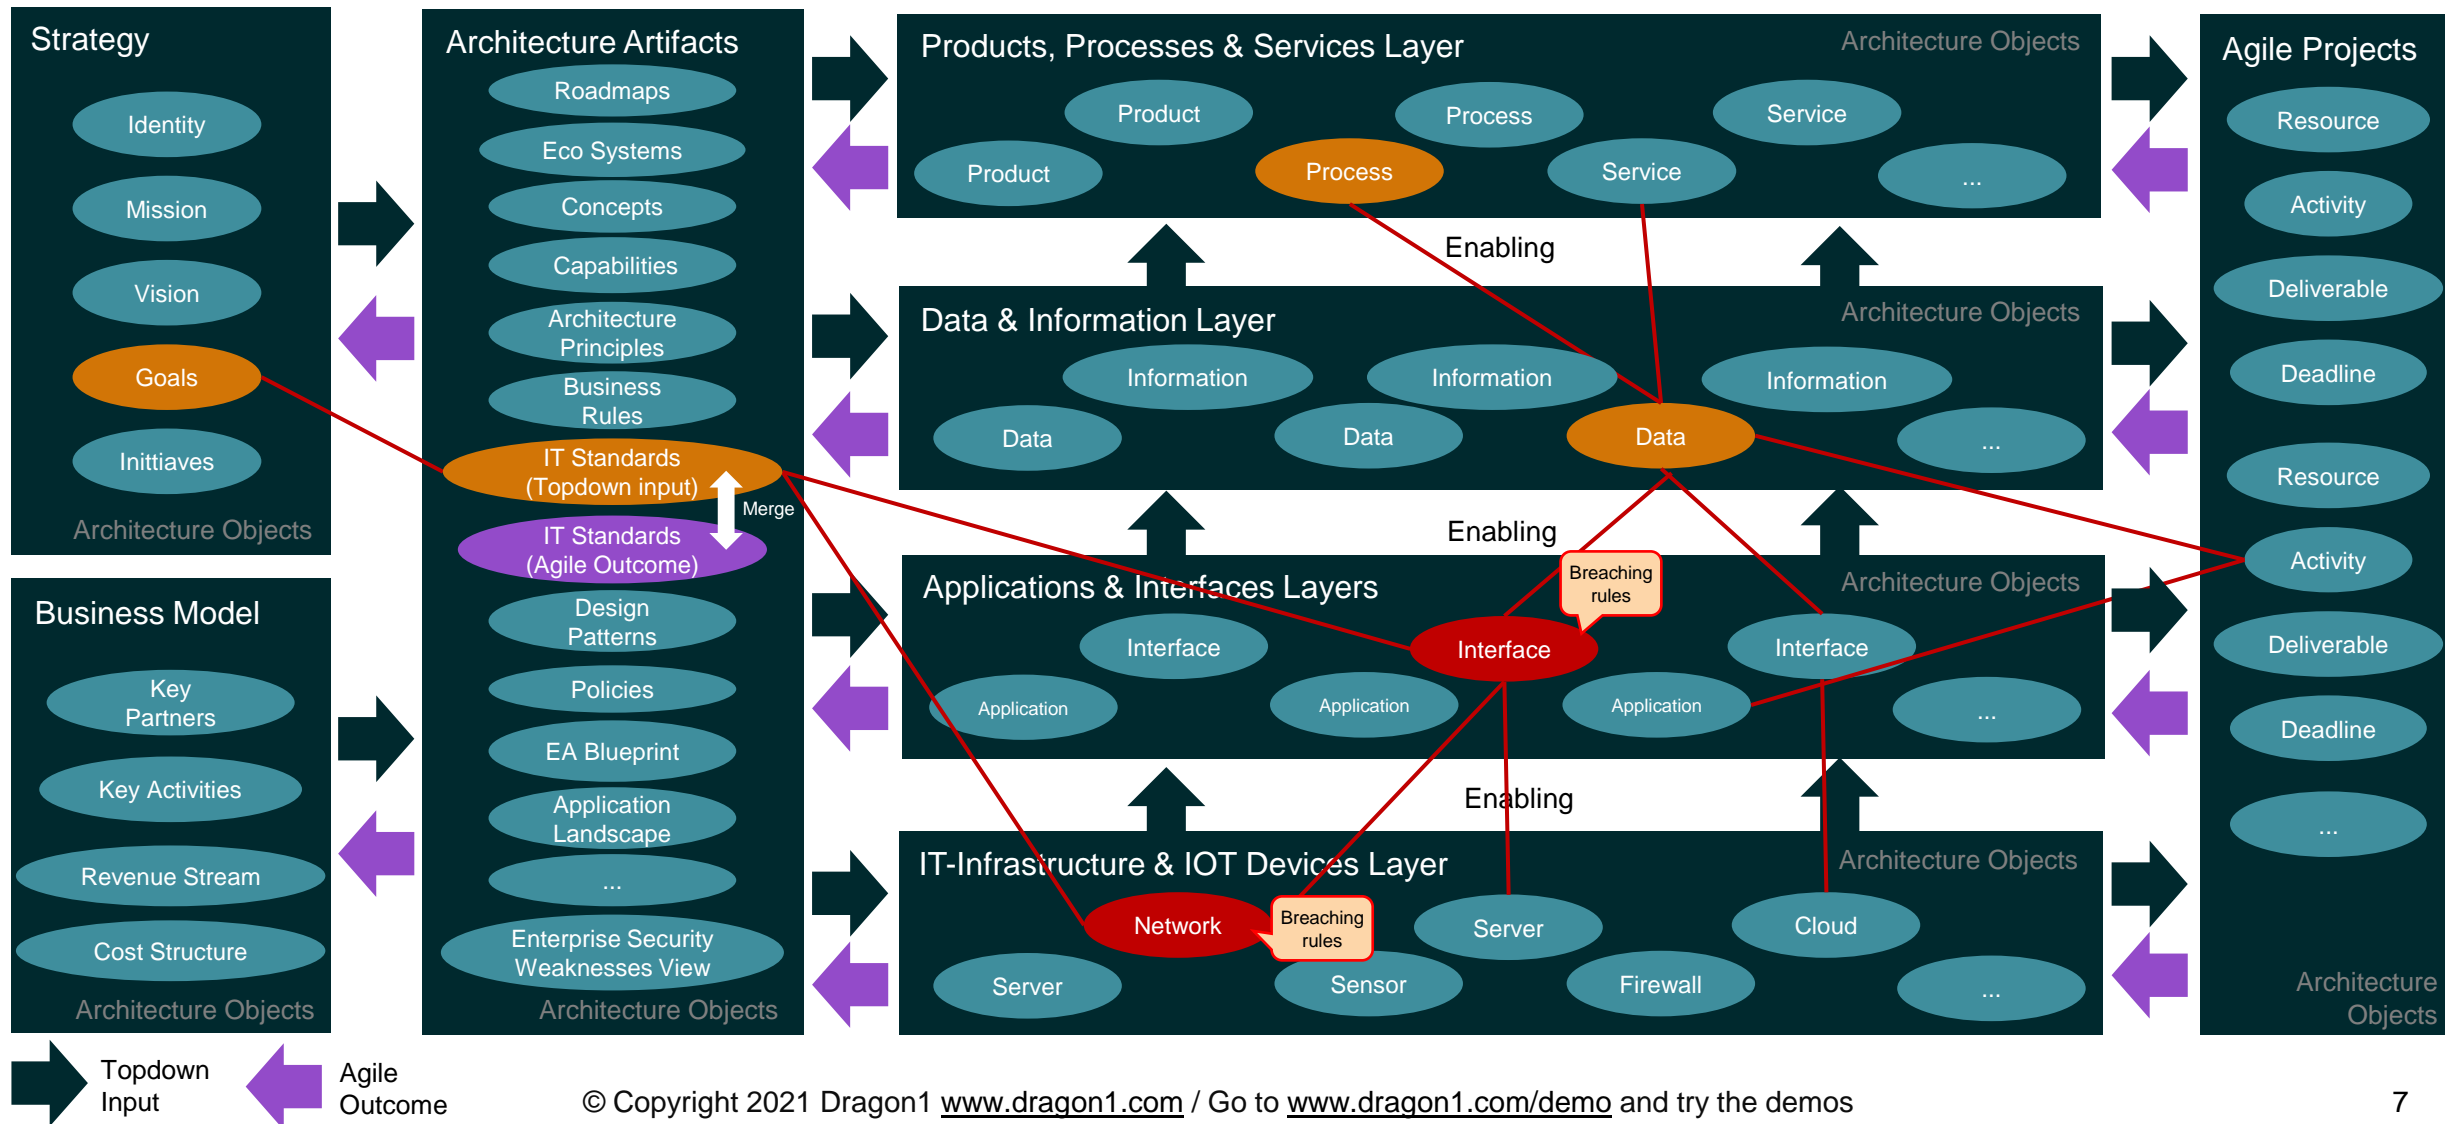 Strategy
Identity
Mission
Vision
Goals
Inittiaves
Architecture Objects
Business Model
Key
Partners
Key Activities
Revenue Stream
Cost Structure
Architecture Objects
Architecture Artifacts
Roadmaps
Eco Systems
Concepts
Capabilities
Architecture
Principles
Business
Rules
IT Standards
(Topdown input)
Merge
IT Standards
(Agile Outcome)
Design
Patterns
Policies
EA Blueprint
Application
Landscape
...
Enterprise Security
Weaknesses View
Architecture Objects
Products, Processes & Services Layer
Architecture Objects
Product
Process
Service
Product
Process
Service
...
Enabling
Data & Information Layer
Architecture Objects
Information
Information
Information
Data
Data
Data
...
Enabling
Applications & Interfaces Layers
Breaching
rules
Architecture Objects
Interface
Interface
Interface
Application
Application
Application
...
Enabling
IT-Infrastructure & IOT Devices Layer
Architecture Objects
Network
Breaching
rules
Server
Cloud
Server
Sensor
Firewall
...
Agile Projects
Resource
Activity
Deliverable
Deadline
Resource
Activity
Deliverable
Deadline
...
Architecture
Objects
Topdown
Input
Agile
Outcome
© Copyright 2021 Dragon1 www.dragon1.com / Go to www.dragon1.com/demo and try the demos
7